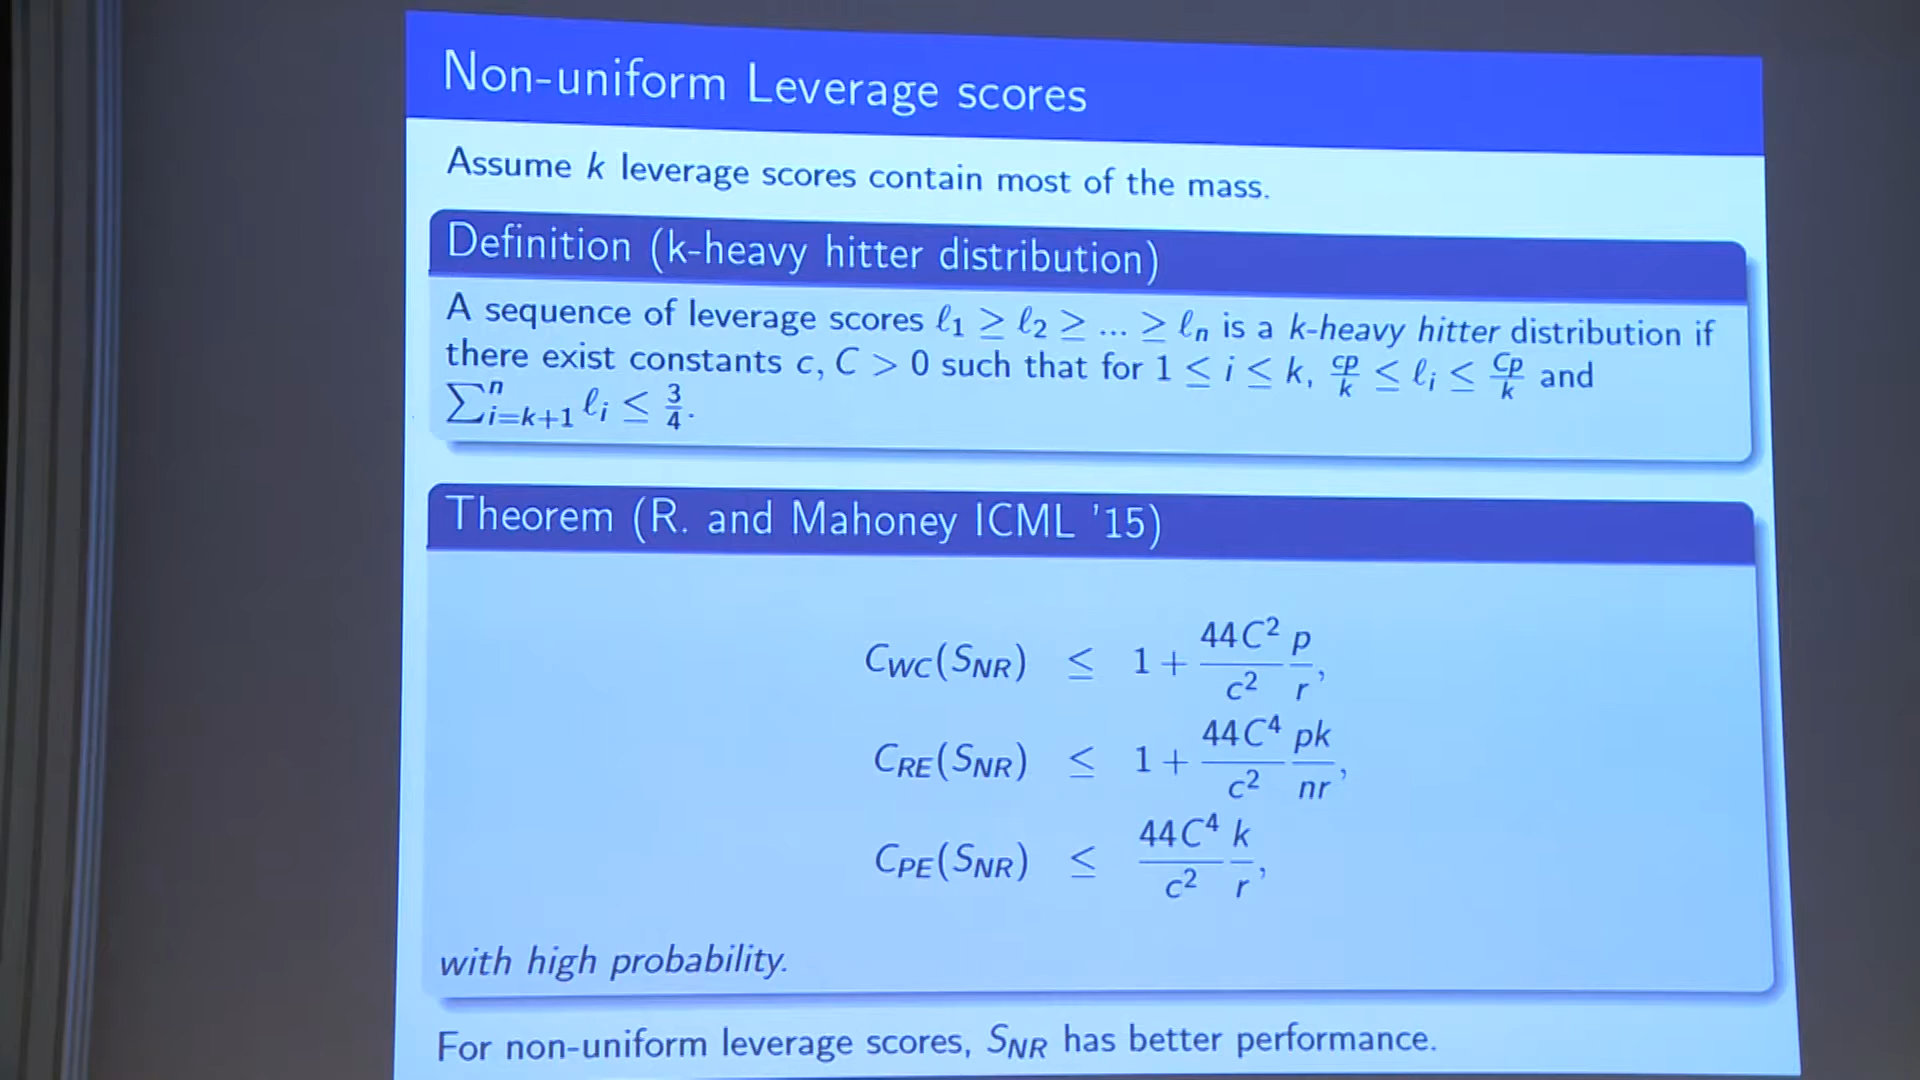 Non-uniform Leverage scores
Assume k leverage scores contain most of the mass.
Definition (k-heavy hitter distribution)
A sequence of leverage scores ℓ₁ ≥ ℓ₂ ≥ ... ≥ ℓₙ is a k-heavy hitter distribution if
there exist constants c, C > 0 such that for 1 ≤ i ≤ k, cp/k ≤ ℓᵢ ≤ Cp/k and
∑ⁿᵢ₌ₖ₊₁ ℓᵢ ≤ 3/4.
Theorem (R. and Mahoney ICML '15)
C_WC(S_NR) ≤ 1 + 44C²/c² p/r,
C_RE(S_NR) ≤ 1 + 44C⁴/c² pk/nr,
C_PE(S_NR) ≤ 44C⁴/c² k/r,
with high probability.
For non-uniform leverage scores, S_NR has better performance.